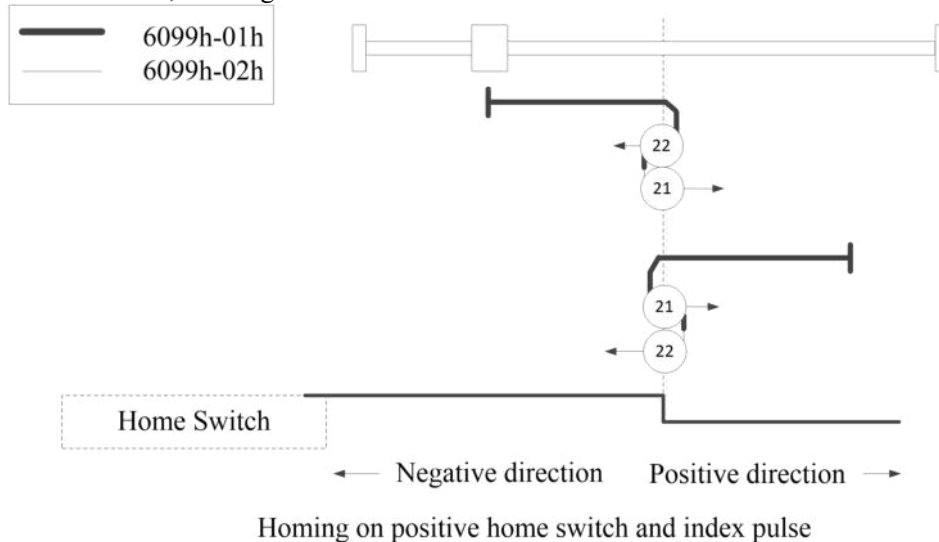 6099h-01h
6099h-02h
22
21
21
22
Home Switch
Negative direction
Positive direction
Homing on positive home switch and index pulse